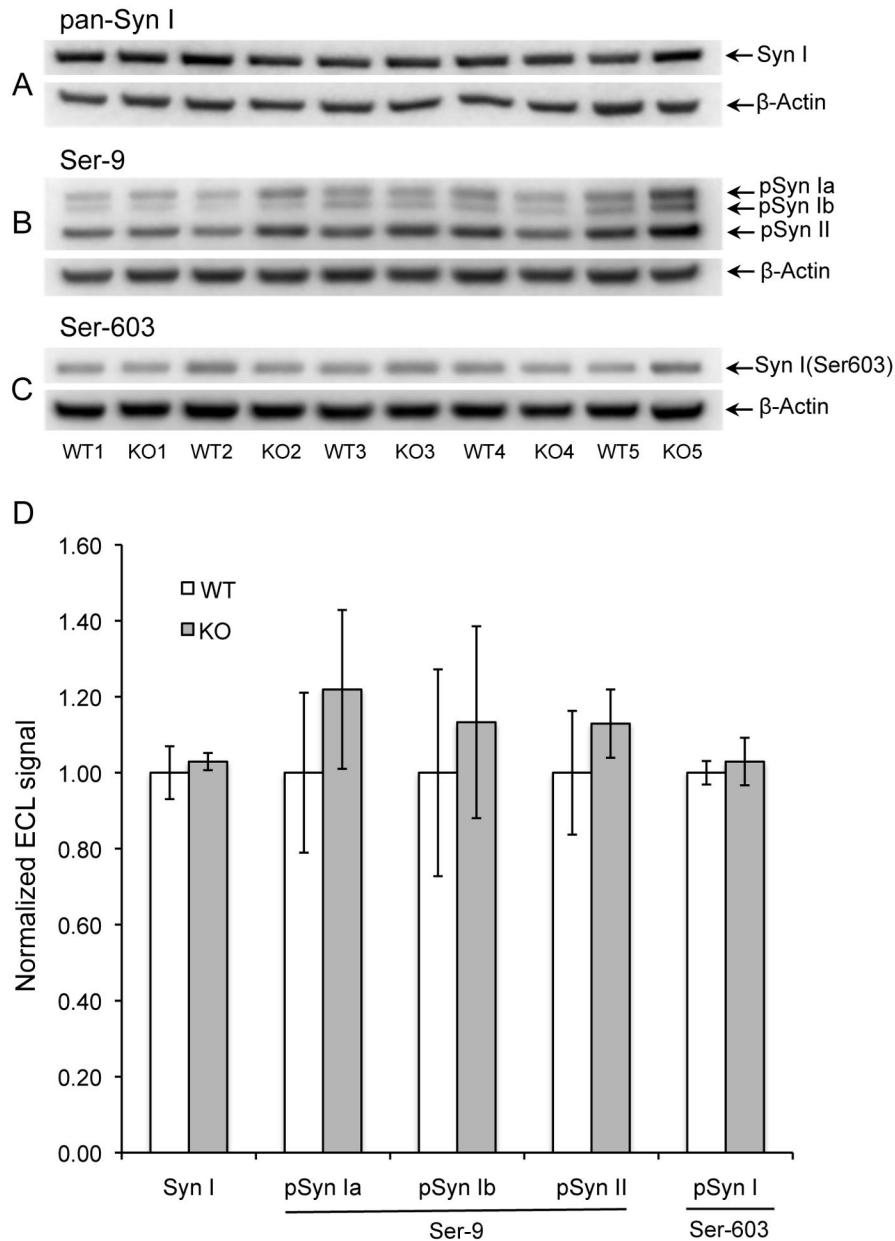 pan-Syn I
A
Syn I
β-Actin
Ser-9
B
pSyn Ia
pSyn Ib
pSyn II
β-Actin
Ser-603
C
Syn I(Ser603)
β-Actin
WT1 KO1 WT2 KO2 WT3 KO3 WT4 KO4 WT5 KO5
D
Normalized ECL signal
1.60
1.40
1.20
1.00
0.80
0.60
0.40
0.20
0.00
WT
KO
Syn I pSyn Ia pSyn Ib pSyn II pSyn I
Ser-9 Ser-603